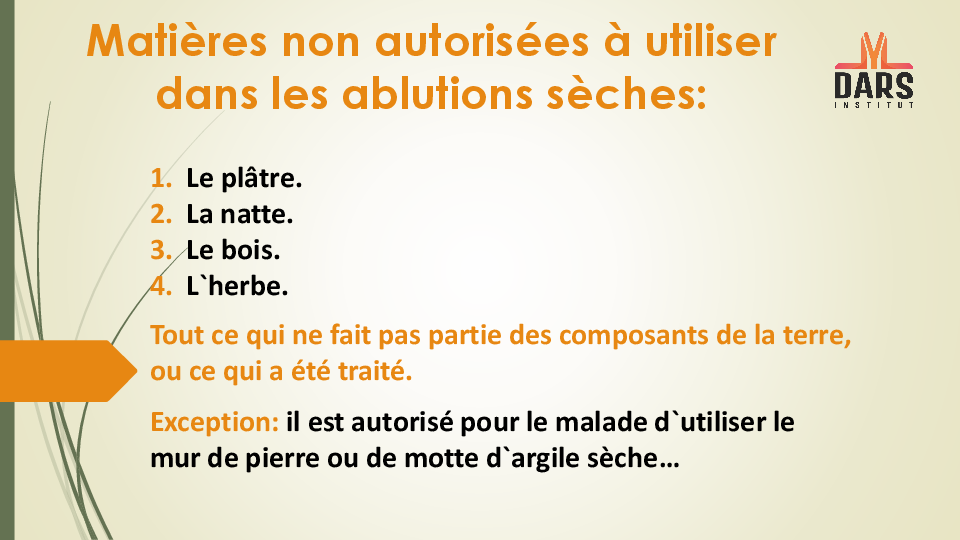 Matières non autorisées à utiliser
dans les ablutions sèches:
DARS
INSTITUT
1. Le plâtre.
2. La natte.
3. Le bois.
4. L`herbe.
Tout ce qui ne fait pas partie des composants de la terre,
ou ce qui a été traité.
Exception: il est autorisé pour le malade d`utiliser le
mur de pierre ou de motte d`argile sèche…